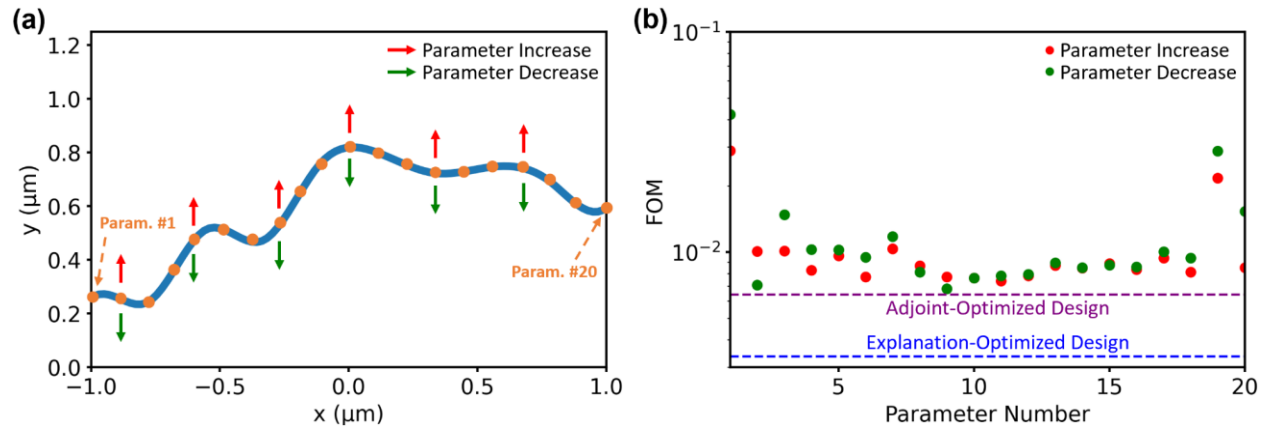 (a)
1.2
1.0
0.8
0.6
0.4
0.2
0.0
y (μm)
Parameter Increase
Parameter Decrease
Param. #1
Param. #20
−1.0 −0.5 0.0 0.5 1.0
x (μm)
(b)
10⁻¹
10⁻²
FOM
Parameter Increase
Parameter Decrease
Adjoint-Optimized Design
Explanation-Optimized Design
5 10 15 20
Parameter Number